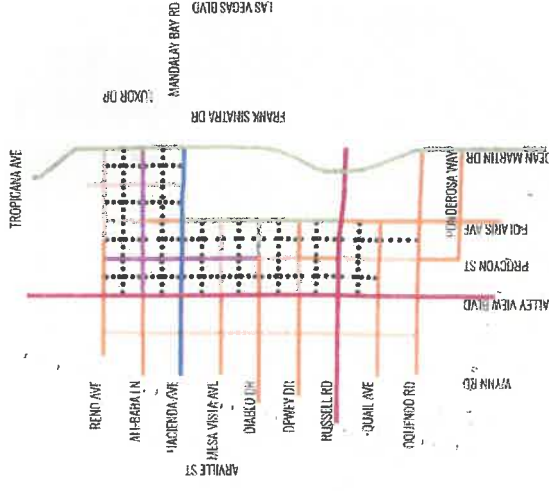 TROPICANA AVE
LUXOR DR
MANDALAY BAY RD
LAS VEGAS BLVD
FRANK SINATRA DR
DEAN MARTIN DR
PONDEROSA WAY
POLARIS AVE
PROCYON ST
ALLEY VIEW BLVD
WYNN RD
RENO AVE
ALI-BABA LN
HACIENDA AVE
MESA VISTA AVE
DIABLO DR
DEWEY DR
RUSSELL RD
QUAIL AVE
OQUENDO RD
ARVILLE ST